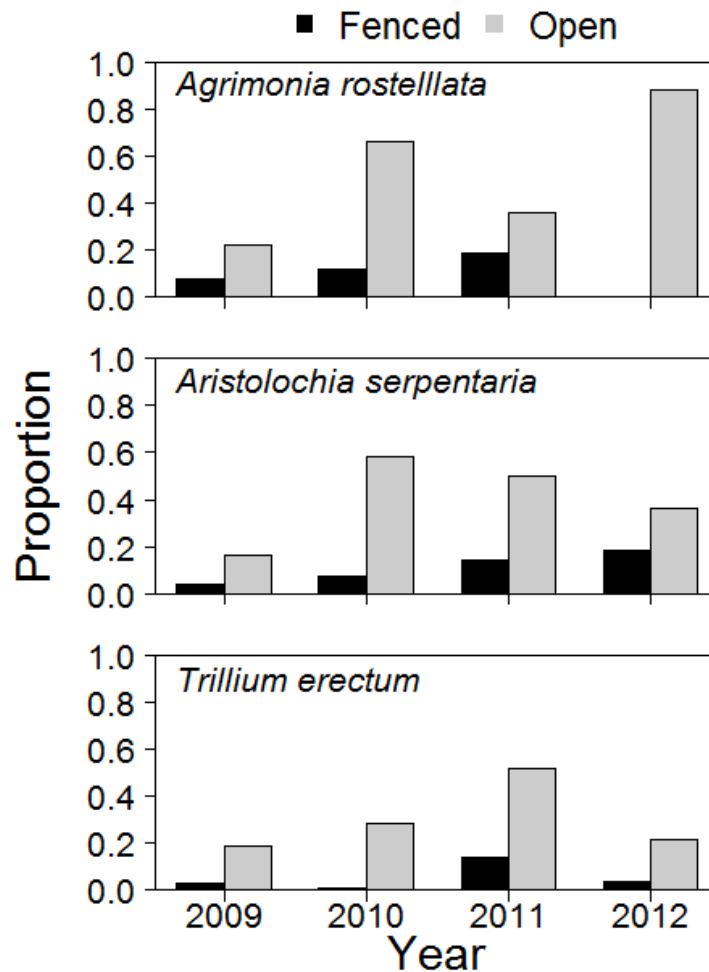 Fenced Open
1.0
Agrimonia rostelllata
0.8
0.6
0.4
0.2
0.0
1.0
Aristolochia serpentaria
0.8
0.6
0.4
0.2
0.0
Proportion
1.0
Trillium erectum
0.8
0.6
0.4
0.2
0.0
2009 2010 2011 2012
Year